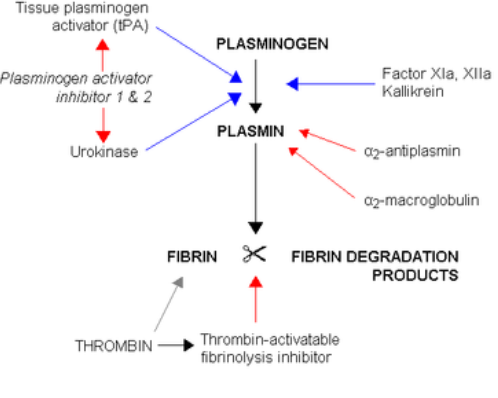 Tissue plasminogen
activator (tPA)
PLASMINOGEN
Factor XIa, XIIa
Kallikrein
Plasminogen activator
inhibitor 1 & 2
PLASMIN
Urokinase
α2-antiplasmin
α2-macroglobulin
FIBRIN
FIBRIN DEGRADATION
PRODUCTS
THROMBIN
Thrombin-activatable
fibrinolysis inhibitor